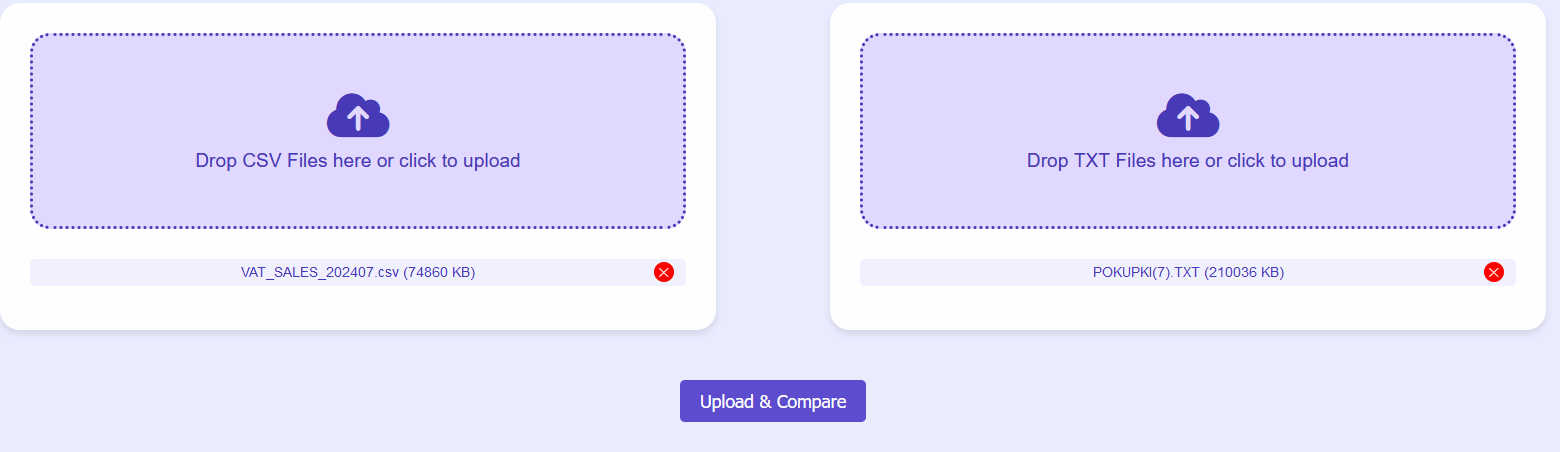 Drop CSV Files here or click to upload
VAT_SALES_202407.csv (74860 KB)
Drop TXT Files here or click to upload
POKUPKI(7).TXT (210036 KB)
Upload & Compare